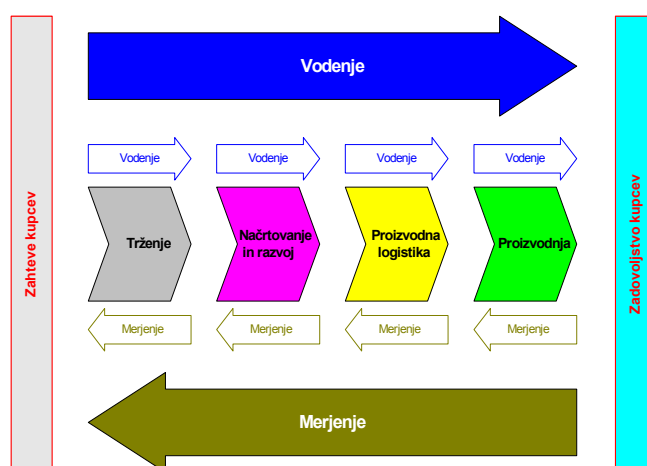 Zahteve kupcev
Vodenje
Vodenje
Vodenje
Vodenje
Vodenje
Trženje
Načrtovanje
in razvoj
Proizvodna
logistika
Proizvodnja
Merjenje
Merjenje
Merjenje
Merjenje
Merjenje
Zadovoljstvo kupcev